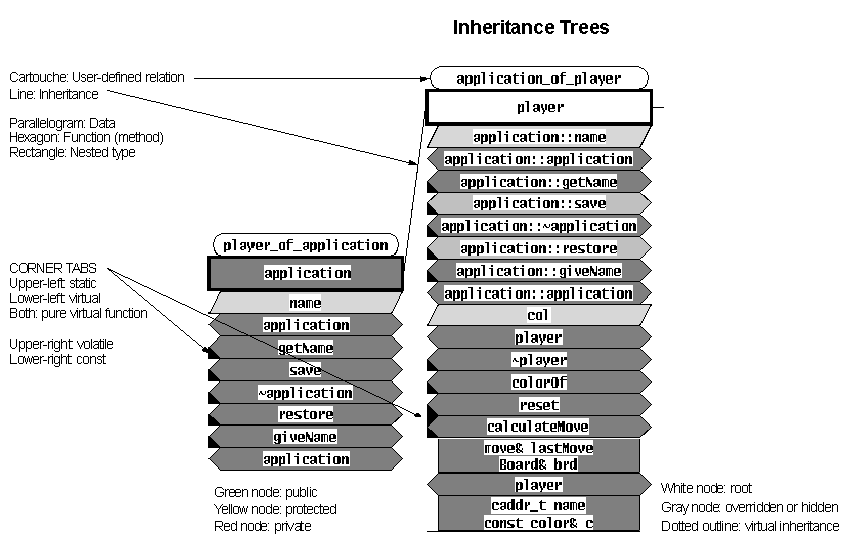 Inheritance Trees
Cartouche: User-defined relation
Line: Inheritance
Parallelogram: Data
Hexagon: Function (method)
Rectangle: Nested type
application_of_player
player
application::name
application::application
application::getName
application::save
application::~application
application::restore
application::giveName
application::application
col
player
~player
colorOf
reset
calculateMove
move& lastMove
Board& brd
player
caddr_t name
const color& c
player_of_application
application
name
application
getName
save
~application
restore
giveName
application
CORNER TABS
Upper-left: static
Lower-left: virtual
Both: pure virtual function
Upper-right: volatile
Lower-right: const
Green node: public
Yellow node: protected
Red node: private
White node: root
Gray node: overridden or hidden
Dotted outline: virtual inheritance